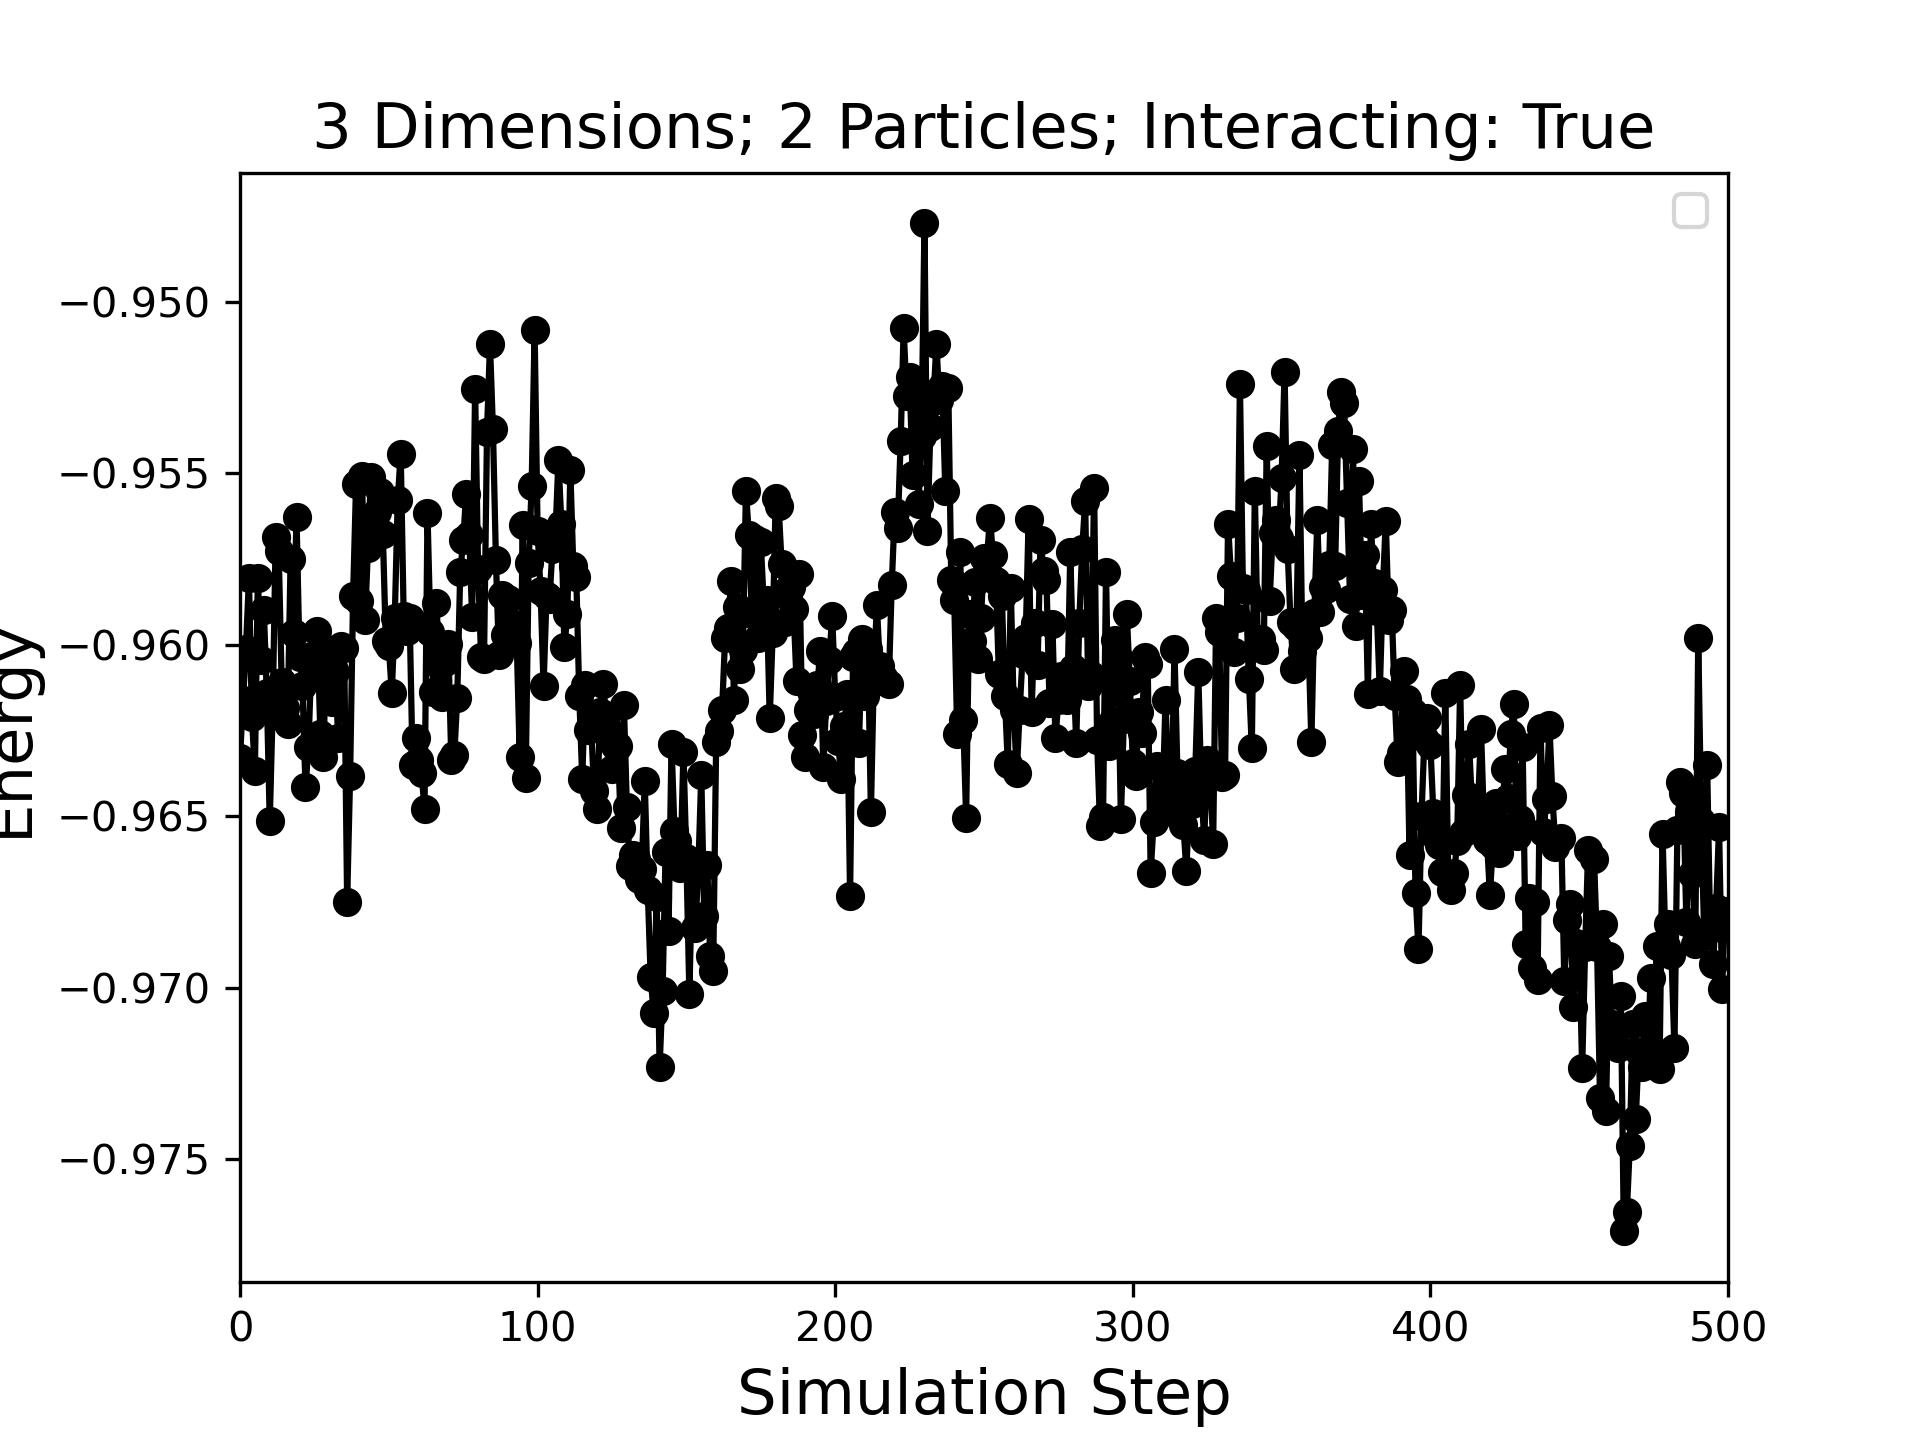 3 Dimensions; 2 Particles; Interacting: True
Energy
−0.950
−0.955
−0.960
−0.965
−0.970
−0.975
0 100 200 300 400 500
Simulation Step